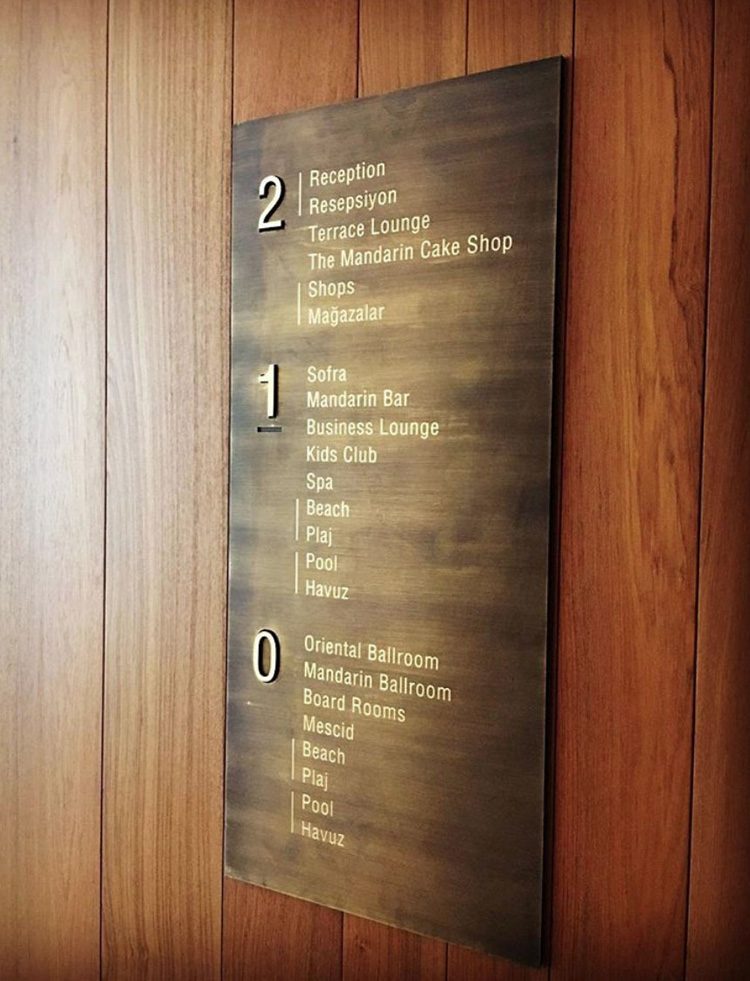 2
Reception
Resepsiyon
Terrace Lounge
The Mandarin Cake Shop
Shops
Mağazalar
1
Sofra
Mandarin Bar
Business Lounge
Kids Club
Spa
Beach
Plaj
Pool
Havuz
0
Oriental Ballroom
Mandarin Ballroom
Board Rooms
Mescid
Beach
Plaj
Pool
Havuz